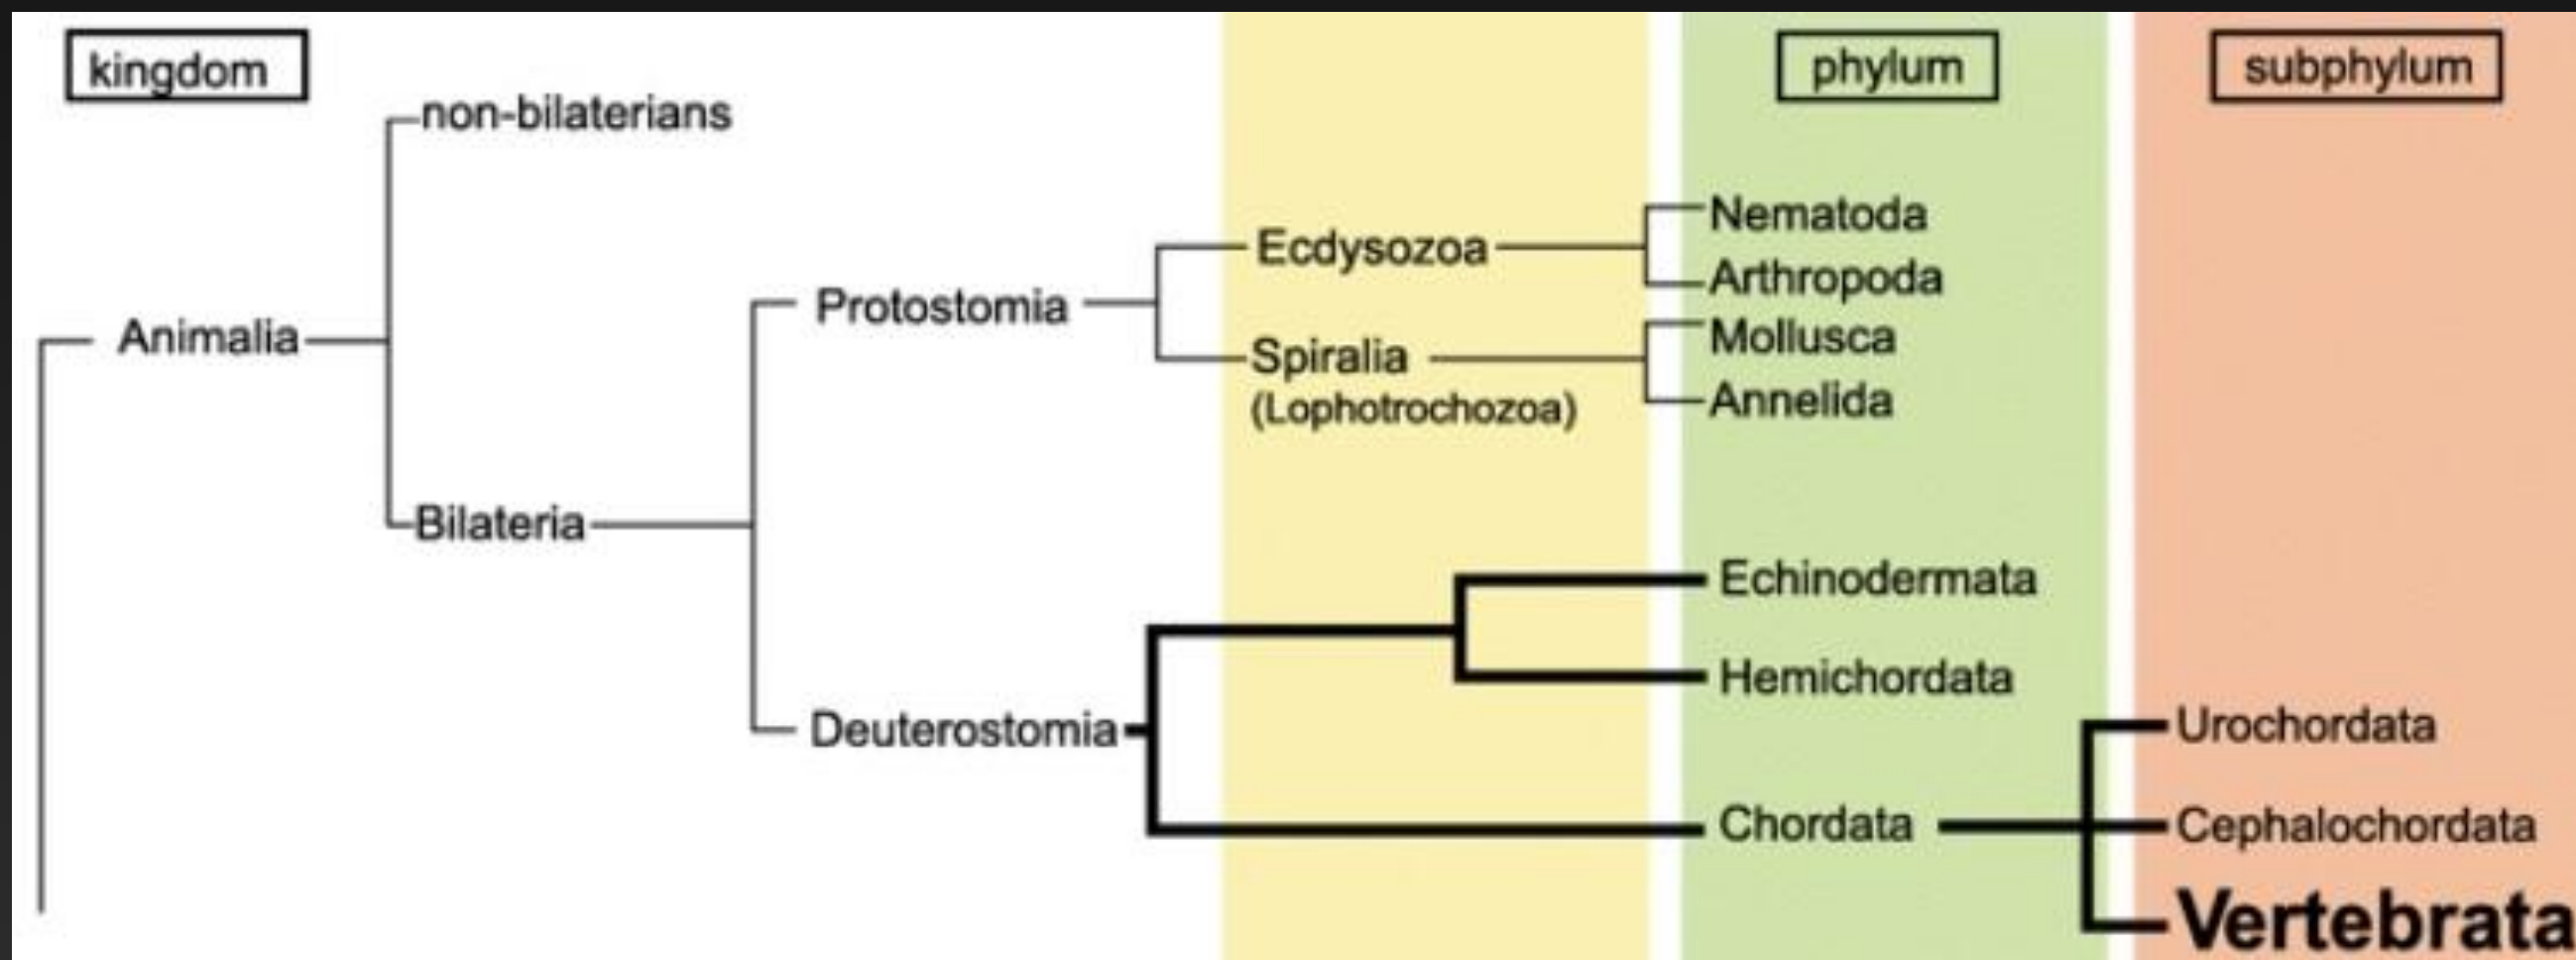 kingdom
phylum
subphylum
non-bilaterians
Nematoda
Ecdysozoa
Arthropoda
Protostomia
Animalia
Mollusca
Spiralia
(Lophotrochozoa)
Annelida
Bilateria
Echinodermata
Hemichordata
Deuterostomia
Urochordata
Chordata
Cephalochordata
Vertebrata